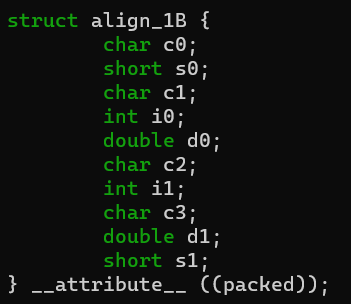 struct align_1B {
        char c0;
        short s0;
        char c1;
        int i0;
        double d0;
        char c2;
        int i1;
        char c3;
        double d1;
        short s1;
} __attribute__ ((packed));